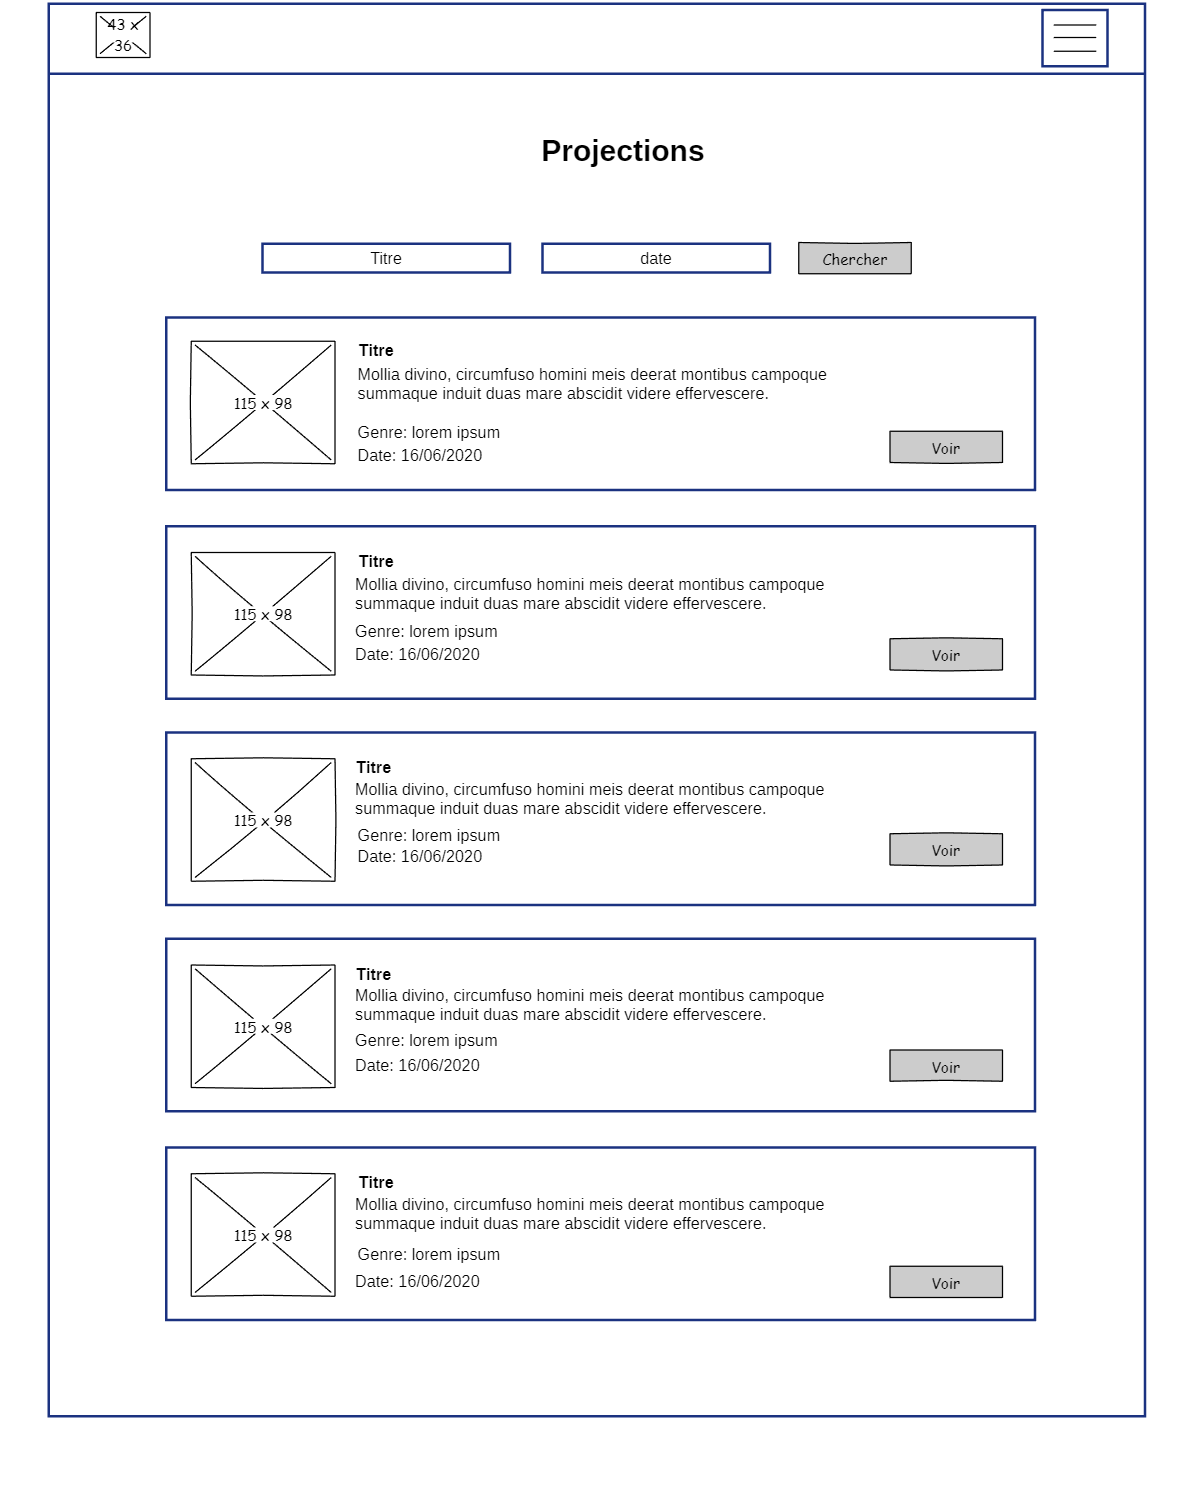 43 x
36
Projections
Titre
date
Chercher
115 x 98
Titre
Mollia divino, circumfuso homini meis deerat montibus campoque
summaque induit duas mare abscidit videre effervescere.
Genre: lorem ipsum
Date: 16/06/2020
Voir
115 x 98
Titre
Mollia divino, circumfuso homini meis deerat montibus campoque
summaque induit duas mare abscidit videre effervescere.
Genre: lorem ipsum
Date: 16/06/2020
Voir
115 x 98
Titre
Mollia divino, circumfuso homini meis deerat montibus campoque
summaque induit duas mare abscidit videre effervescere.
Genre: lorem ipsum
Date: 16/06/2020
Voir
115 x 98
Titre
Mollia divino, circumfuso homini meis deerat montibus campoque
summaque induit duas mare abscidit videre effervescere.
Genre: lorem ipsum
Date: 16/06/2020
Voir
115 x 98
Titre
Mollia divino, circumfuso homini meis deerat montibus campoque
summaque induit duas mare abscidit videre effervescere.
Genre: lorem ipsum
Date: 16/06/2020
Voir